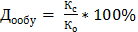 Дообу = Кс/Ко * 100%